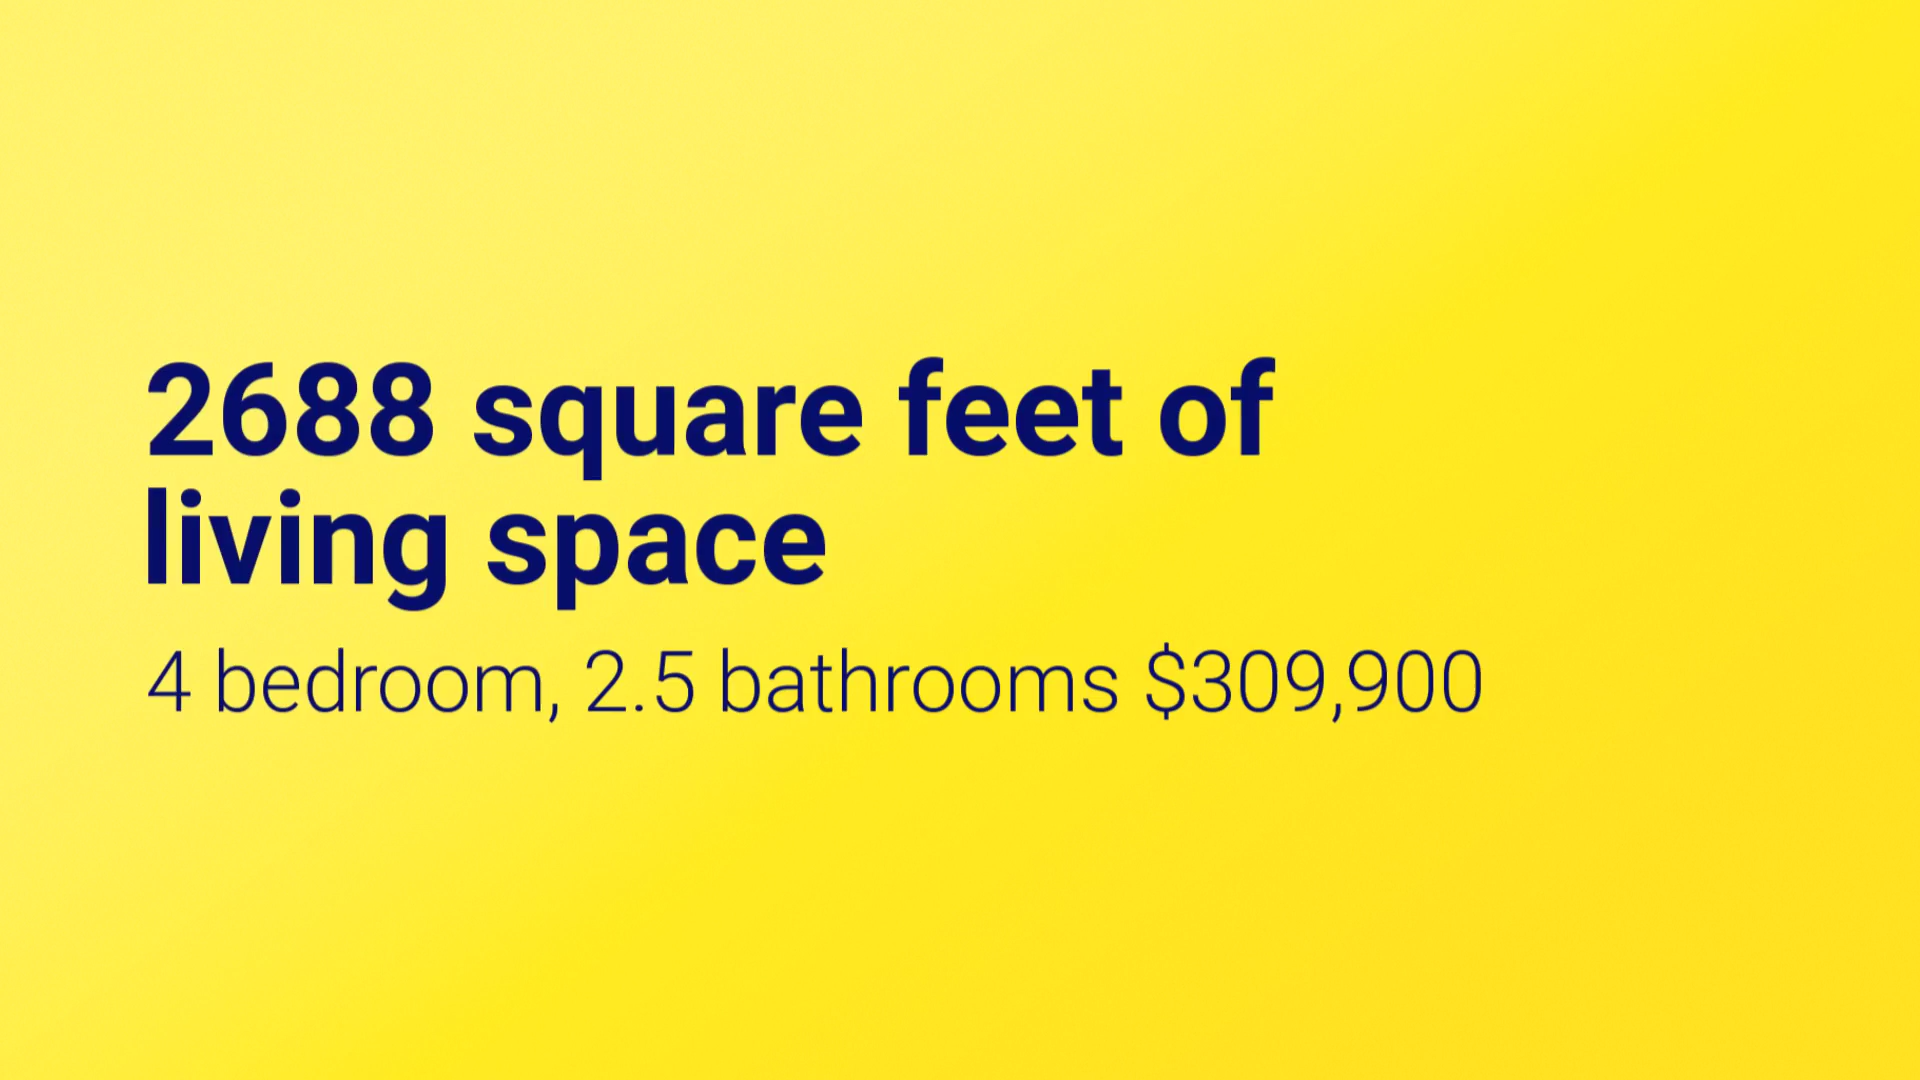 2688 square feet of
living space
4 bedroom, 2.5 bathrooms $309,900